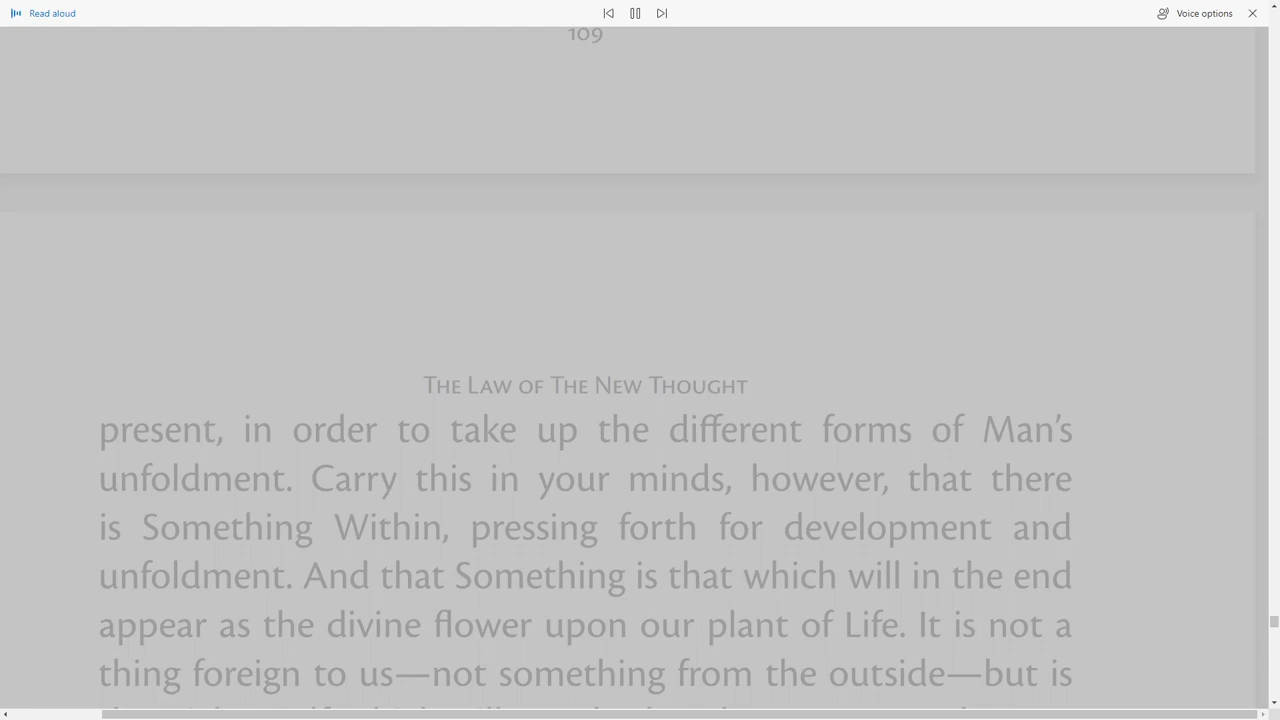 Read aloud
Voice options
109
The Law of The New Thought
present, in order to take up the different forms of Man’s
unfoldment. Carry this in your minds, however, that there
is Something Within, pressing forth for development and
unfoldment. And that Something is that which will in the end
appear as the divine flower upon our plant of Life. It is not a
thing foreign to us—not something from the outside—but is